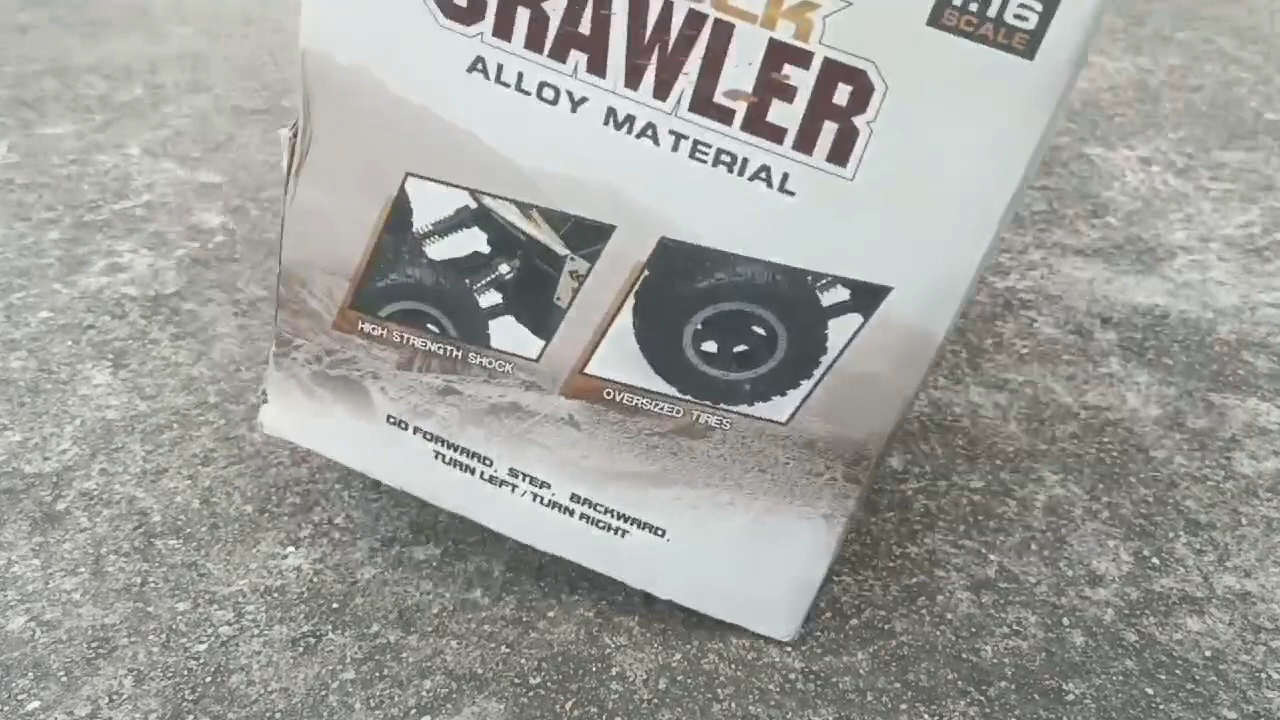 CRAWLER
1:16
SCALE
ALLOY MATERIAL
HIGH STRENGTH SHOCK
OVERSIZED TIRES
GO FORWARD, STEP, BACKWARD,
TURN LEFT / TURN RIGHT